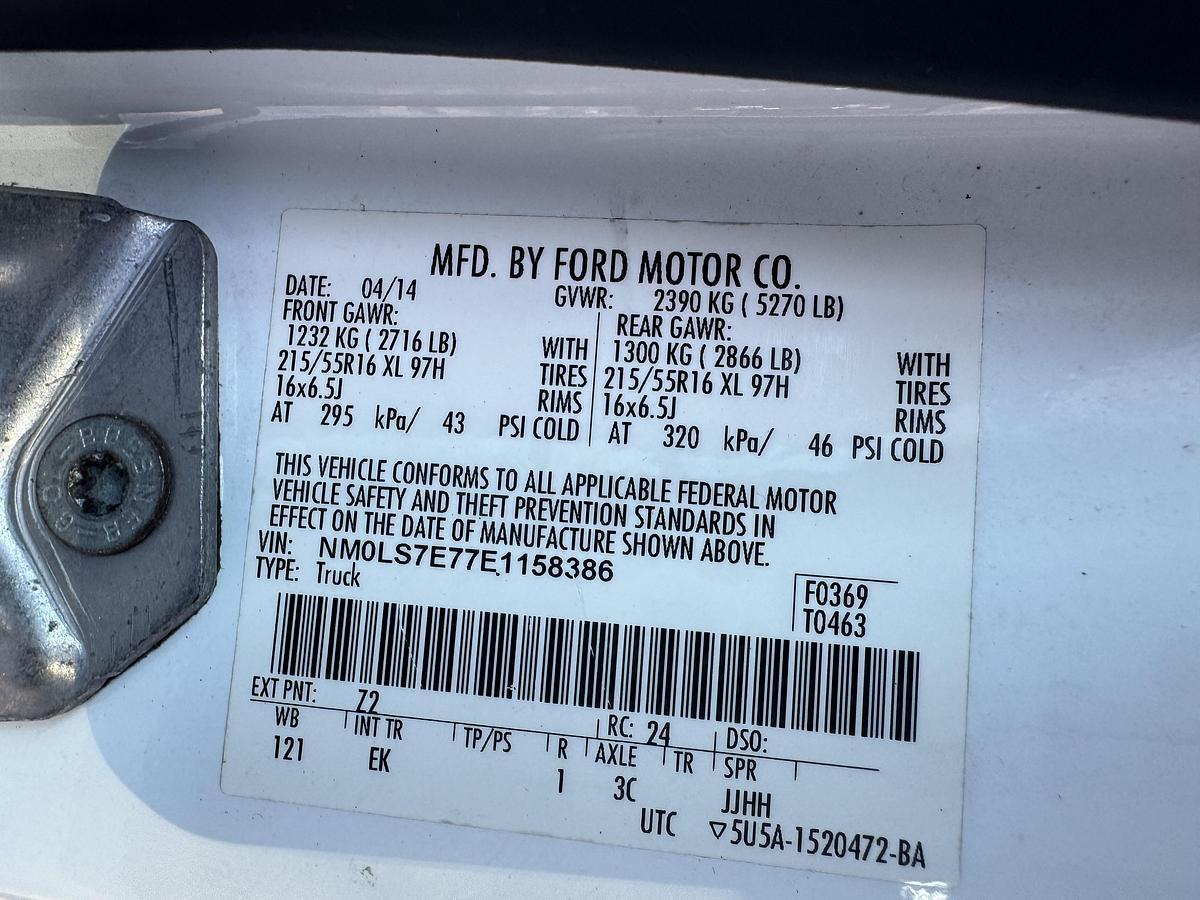 MFD. BY FORD MOTOR CO.
DATE: 04/14 GVWR: 2390 KG ( 5270 LB)
FRONT GAWR: REAR GAWR:
1232 KG ( 2716 LB) WITH 1300 KG ( 2866 LB) WITH
215/55R16 XL 97H TIRES 215/55R16 XL 97H TIRES
16x6.5J RIMS 16x6.5J RIMS
AT 295 kPa/ 43 PSI COLD AT 320 kPa/ 46 PSI COLD
THIS VEHICLE CONFORMS TO ALL APPLICABLE FEDERAL MOTOR
VEHICLE SAFETY AND THEFT PREVENTION STANDARDS IN
EFFECT ON THE DATE OF MANUFACTURE SHOWN ABOVE.
VIN: NM0LS7E77E1158386
TYPE: Truck
F0369
T0463
EXT PNT: Z2 RC: 24 DSO:
WB INT TR TP/PS R AXLE TR SPR
121 EK 1 3C JJHH
UTC ▽5U5A-1520472-BA